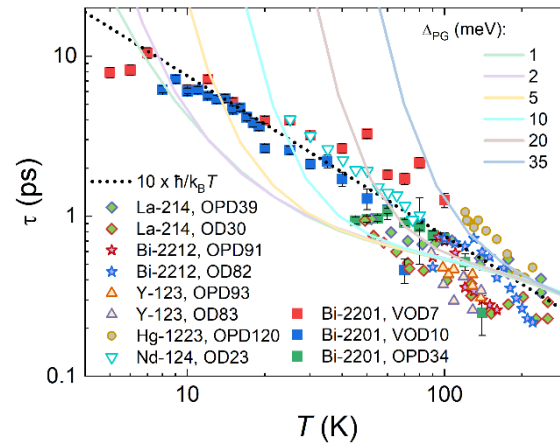 Δ_PG (meV):
1
2
5
10
20
35
10
1
0.1
τ (ps)
10 x ℏ/k_BT
La-214, OPD39
La-214, OD30
Bi-2212, OPD91
Bi-2212, OD82
Y-123, OPD93
Y-123, OD83
Hg-1223, OPD120
Nd-124, OD23
Bi-2201, VOD7
Bi-2201, VOD10
Bi-2201, OPD34
10
100
T (K)